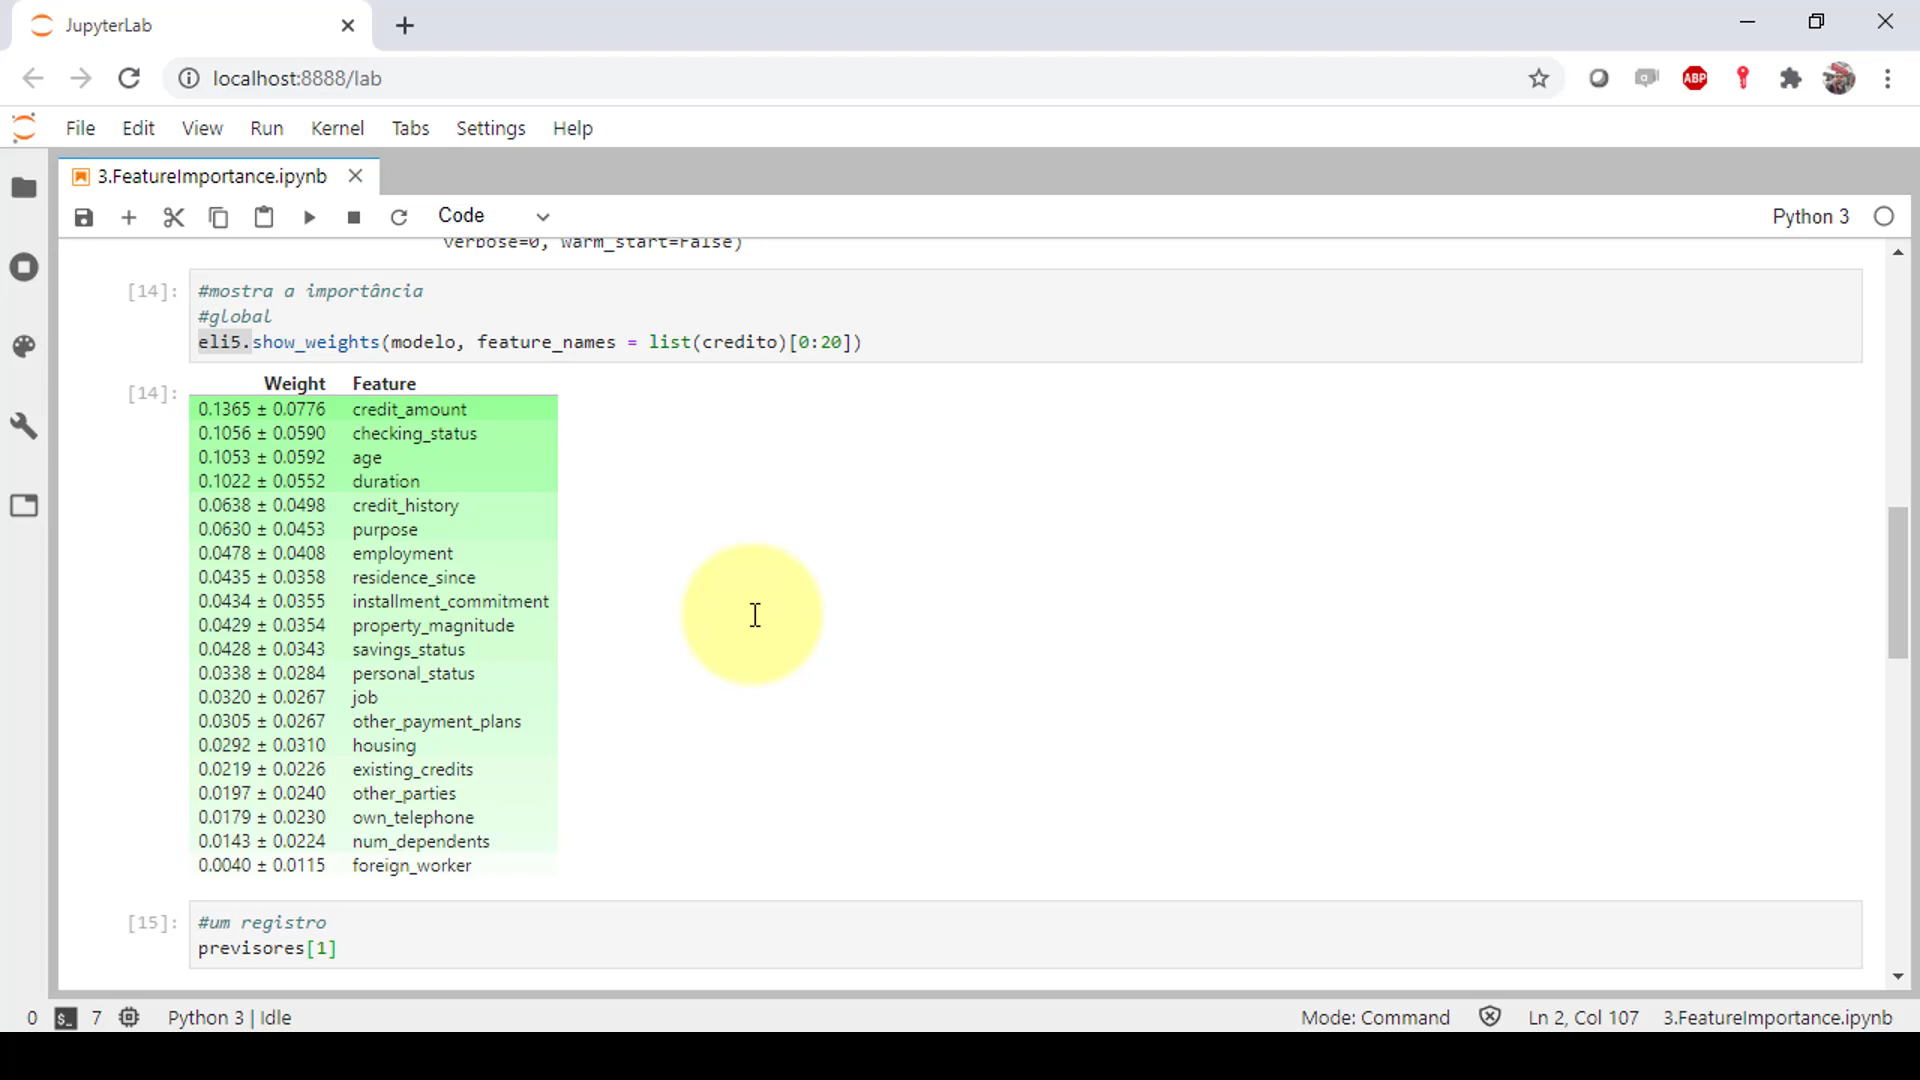 JupyterLab
localhost:8888/lab
ABP
File Edit View Run Kernel Tabs Settings Help
3.FeatureImportance.ipynb
Code
Python 3
verbose=0, warm_start=False)
[14]: #mostra a importância
#global
eli5.show_weights(modelo, feature_names = list(credito)[0:20])
[14]: Weight Feature
0.1365 ± 0.0776 credit_amount
0.1056 ± 0.0590 checking_status
0.1053 ± 0.0592 age
0.1022 ± 0.0552 duration
0.0638 ± 0.0498 credit_history
0.0630 ± 0.0453 purpose
0.0478 ± 0.0408 employment
0.0435 ± 0.0358 residence_since
0.0434 ± 0.0355 installment_commitment
0.0429 ± 0.0354 property_magnitude
0.0428 ± 0.0343 savings_status
0.0338 ± 0.0284 personal_status
0.0320 ± 0.0267 job
0.0305 ± 0.0267 other_payment_plans
0.0292 ± 0.0310 housing
0.0219 ± 0.0226 existing_credits
0.0197 ± 0.0240 other_parties
0.0179 ± 0.0230 own_telephone
0.0143 ± 0.0224 num_dependents
0.0040 ± 0.0115 foreign_worker
[15]: #um registro
previsores[1]
0 $_ 7 Python 3 | Idle Mode: Command Ln 2, Col 107 3.FeatureImportance.ipynb